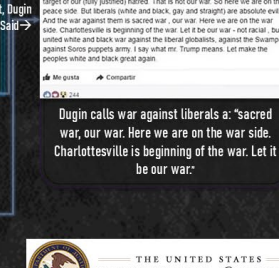 t, Dugin
Said→
target of our (fully justified) hatred. That is not our war. So here we are on th
peace side. But liberals (white and black, gay and straight) are absolute evil
And the war against them is sacred war , our war. Here we are on the war
side. Charlottesville is beginning of the war. Let it be our war - not racial , bu
united white and black war against the liberal globalists, against the Swamp
against Soros puppets army. I say what mr. Trump means. Let make the
peoples white and black great again.
Me gusta Compartir
244
Dugin calls war against liberals a: "sacred
war, our war. Here we are on the war side.
Charlottesville is beginning of the war. Let it
be our war."
THE UNITED STATES